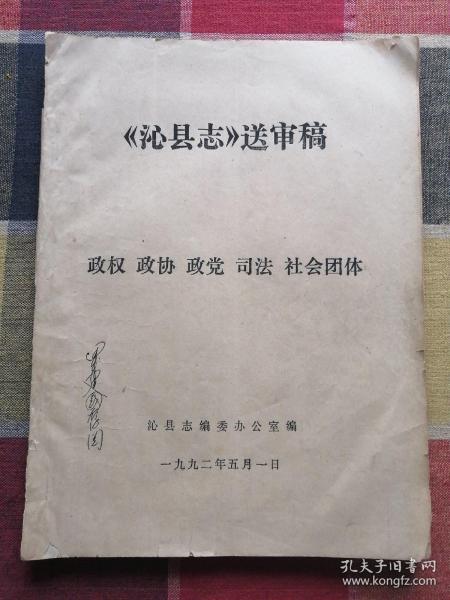 《沁县志》送审稿
政权 政协 政党 司法 社会团体
沁县志编委办公室编
一九九二年五月一日
孔夫子旧书网
www.kongfz.com